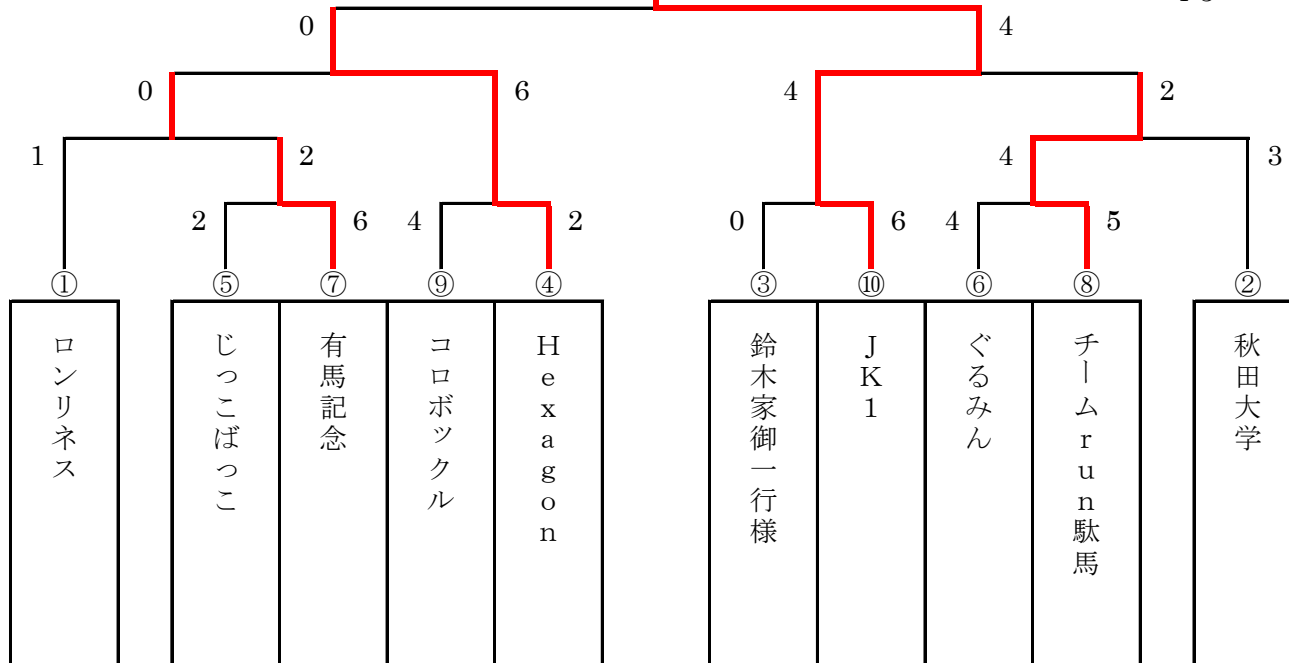 0 4
0 6 4 2
1 2 4 3
2 6 4 2 0 6 4 5
① ⑤ ⑦ ⑨ ④ ③ ⑩ ⑥ ⑧ ②
ロンリネス
じっこばっこ
有馬記念
コロボックル
Hexagon
鈴木家御一行様
JK1
ぐるみん
チームrun駄馬
秋田大学